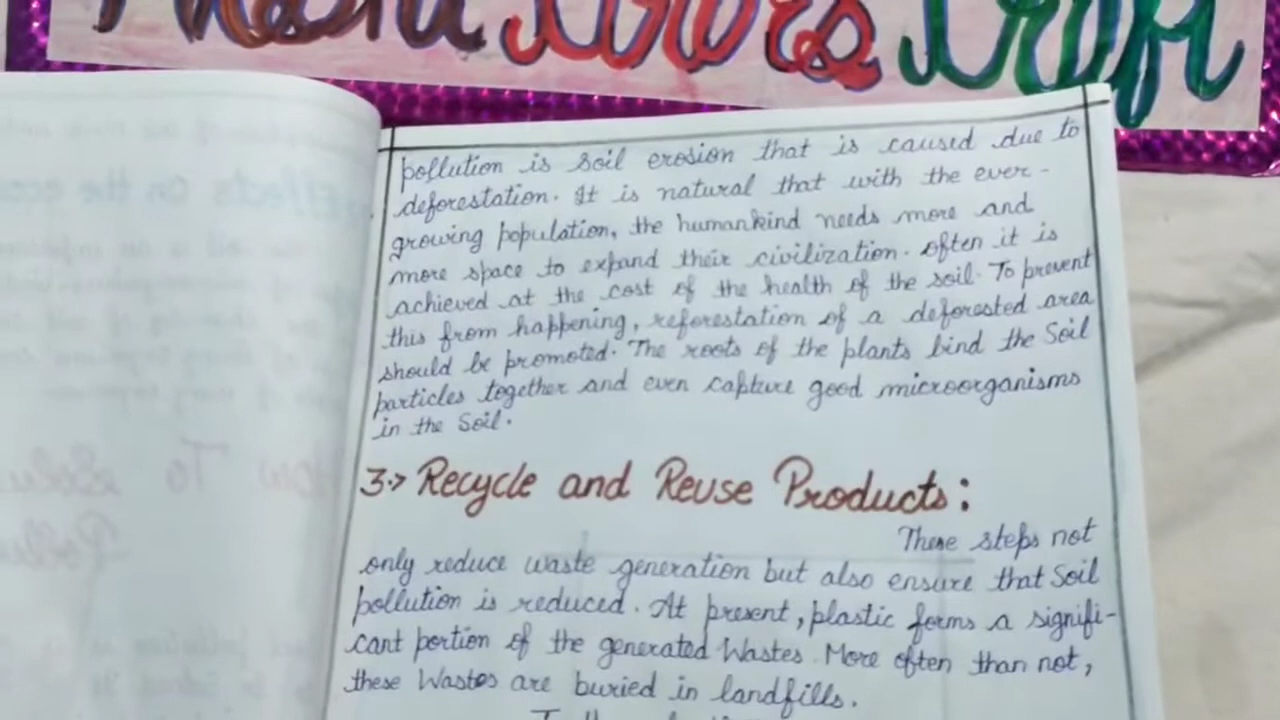 pollution is soil erosion that is caused due to
deforestation. It is natural that with the ever-
growing population, the humankind needs more and
more space to expand their civilization. often it is
achieved at the cost of the health of the soil. To prevent
this from happening, reforestation of a deforested area
should be promoted. The roots of the plants bind the Soil
particles together and even capture good microorganisms
in the Soil.
3.> Recycle and Reuse Products:
These steps not
only reduce waste generation but also ensure that Soil
pollution is reduced. At present, plastic forms a signifi-
cant portion of the generated Wastes. More often than not,
these Wastes are buried in landfills.